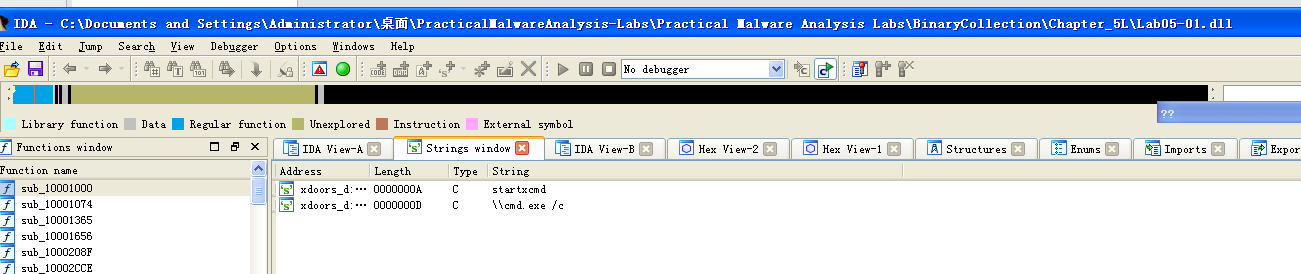 IDA - C:\Documents and Settings\Administrator\桌面\PracticalMalwareAnalysis-Labs\Practical Malware Analysis Labs\BinaryCollection\Chapter_5L\Lab05-01.dll
File Edit Jump Search View Debugger Options Windows Help
No debugger
??
Library function Data Regular function Unexplored Instruction External symbol
Functions window IDA View-A Strings window IDA View-B Hex View-2 Hex View-1 Structures Enums Imports Expor
Function name Address Length Type String
sub_10001000 xdoors_d:··· 0000000A C startxcmd
sub_10001074 xdoors_d:··· 0000000D C \\cmd.exe /c
sub_10001365
sub_10001656
sub_1000208F
sub_10002CCE